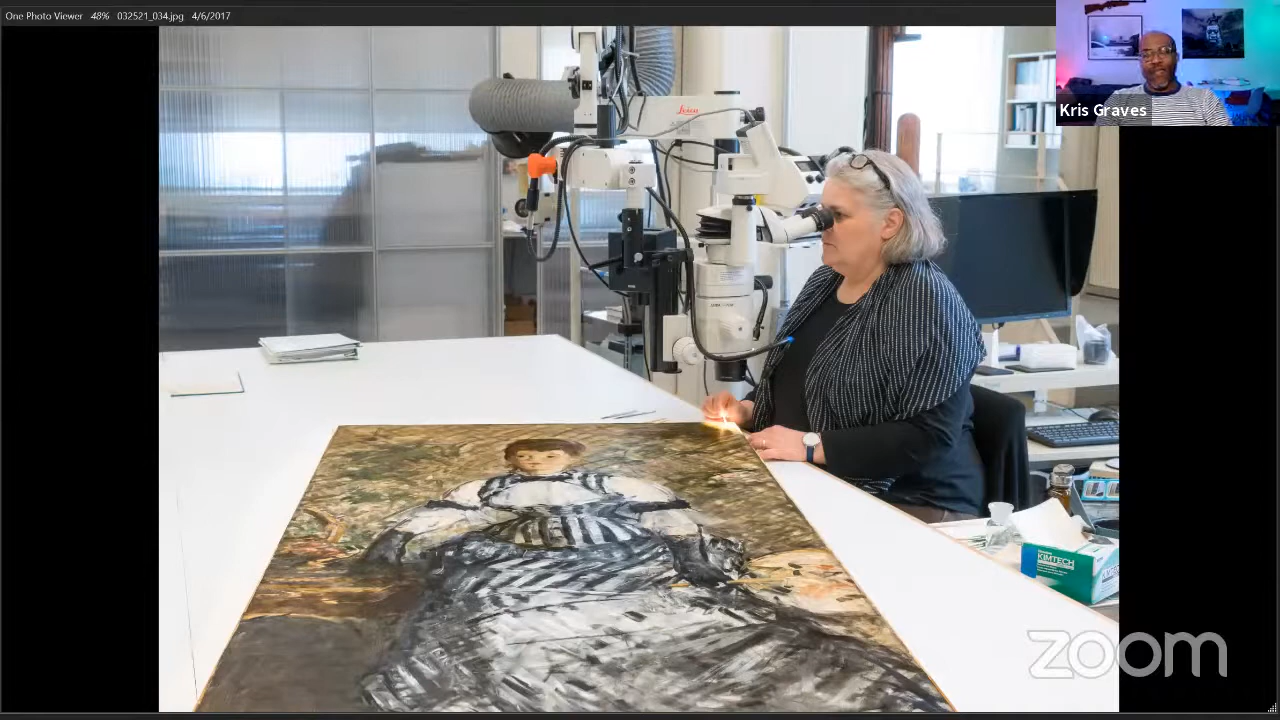 One Photo Viewer 48% 032521_034.jpg 4/6/2017
Kris Graves
Leica
KIMTECH
zoom